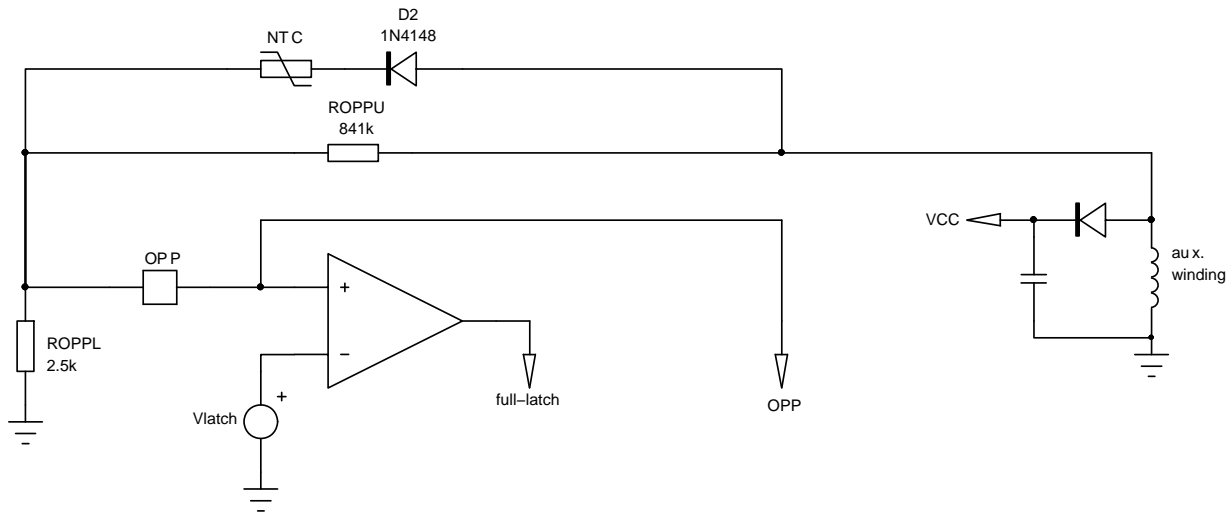 D2
1N4148
NTC
ROPPU
841k
VCC
aux.
winding
OPP
+
−
ROPPL
2.5k
+
Vlatch
full−latch
OPP